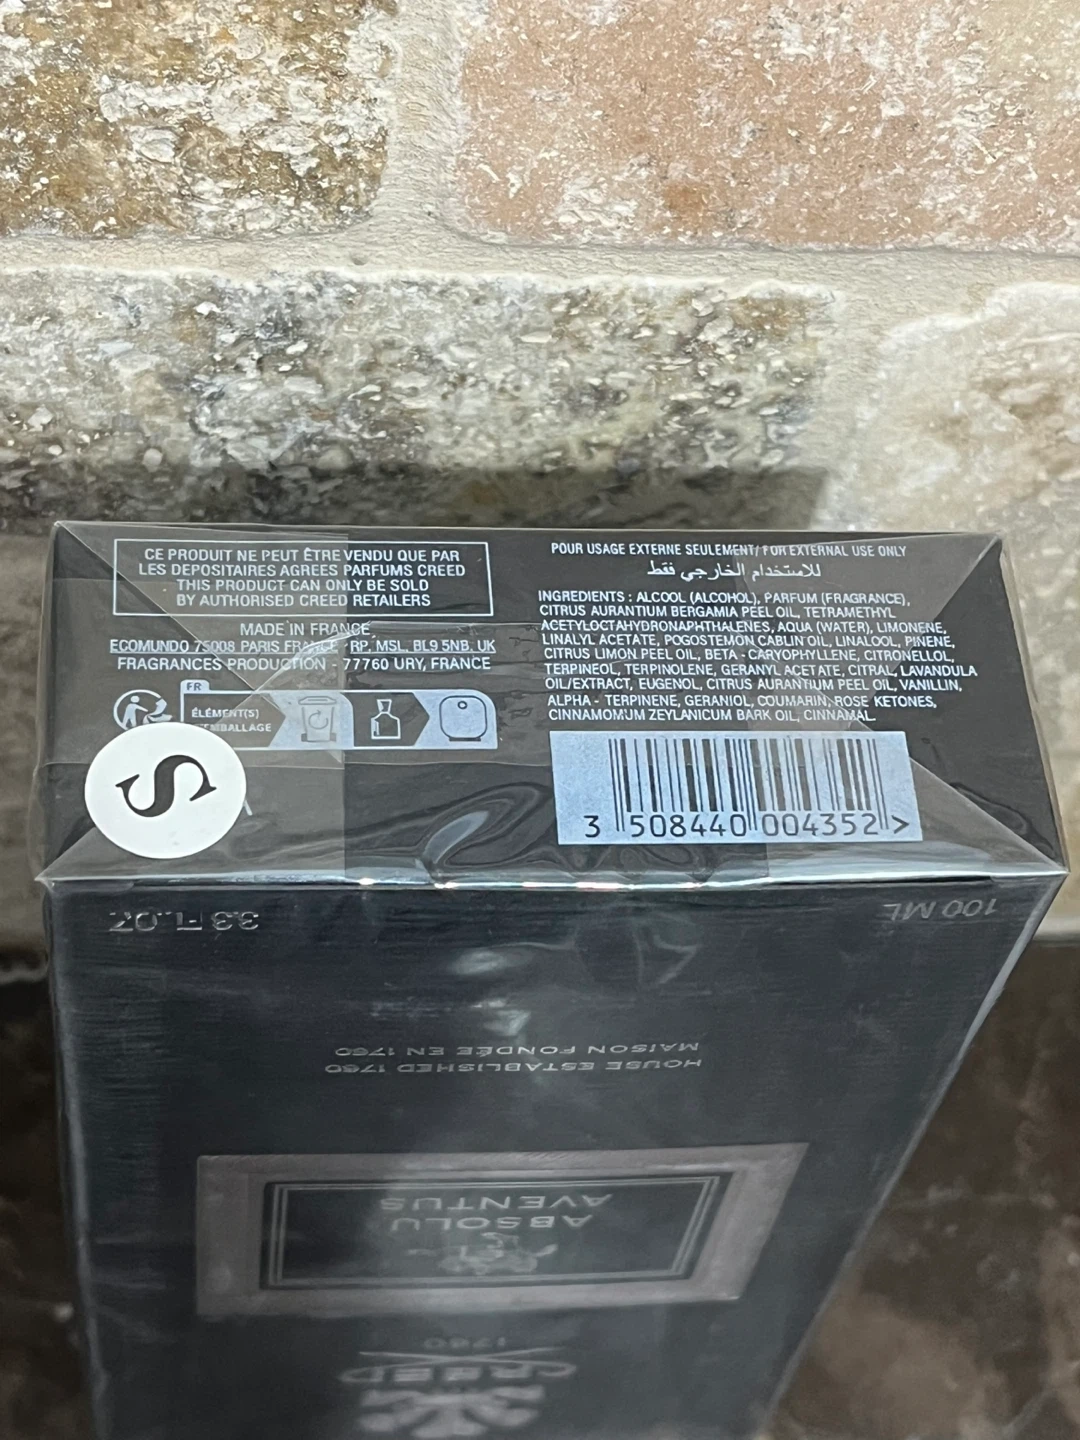 CE PRODUIT NE PEUT ÊTRE VENDU QUE PAR
LES DEPOSITAIRES AGREES PARFUMS CREED
THIS PRODUCT CAN ONLY BE SOLD
BY AUTHORISED CREED RETAILERS
MADE IN FRANCE
ECOMUNDO 75008 PARIS FRANCE - RP, MSL, BL9 5NB, UK
FRAGRANCES PRODUCTION - 77760 URY, FRANCE
FR
ÉLÉMENT(S)
EMBALLAGE
S
POUR USAGE EXTERNE SEULEMENT/ FOR EXTERNAL USE ONLY
للاستخدام الخارجي فقط
INGREDIENTS : ALCOOL (ALCOHOL), PARFUM (FRAGRANCE),
CITRUS AURANTIUM BERGAMIA PEEL OIL, TETRAMETHYL
ACETYLOCTAHYDRONAPHTHALENES, AQUA (WATER), LIMONENE,
LINALYL ACETATE, POGOSTEMON CABLIN OIL, LINALOOL, PINENE,
CITRUS LIMON PEEL OIL, BETA - CARYOPHYLLENE, CITRONELLOL,
TERPINEOL, TERPINOLENE, GERANYL ACETATE, CITRAL, LAVANDULA
OIL/EXTRACT, EUGENOL, CITRUS AURANTIUM PEEL OIL, VANILLIN,
ALPHA - TERPINENE, GERANIOL, COUMARIN, ROSE KETONES,
CINNAMOMUM ZEYLANICUM BARK OIL, CINNAMAL.
3 508440 004352 >
3.3 FL.OZ
100 ML
MAISON FONDÉE EN 1760
HOUSE ESTABLISHED 1760
AVENTUS
ABSOLU
1760
CREED